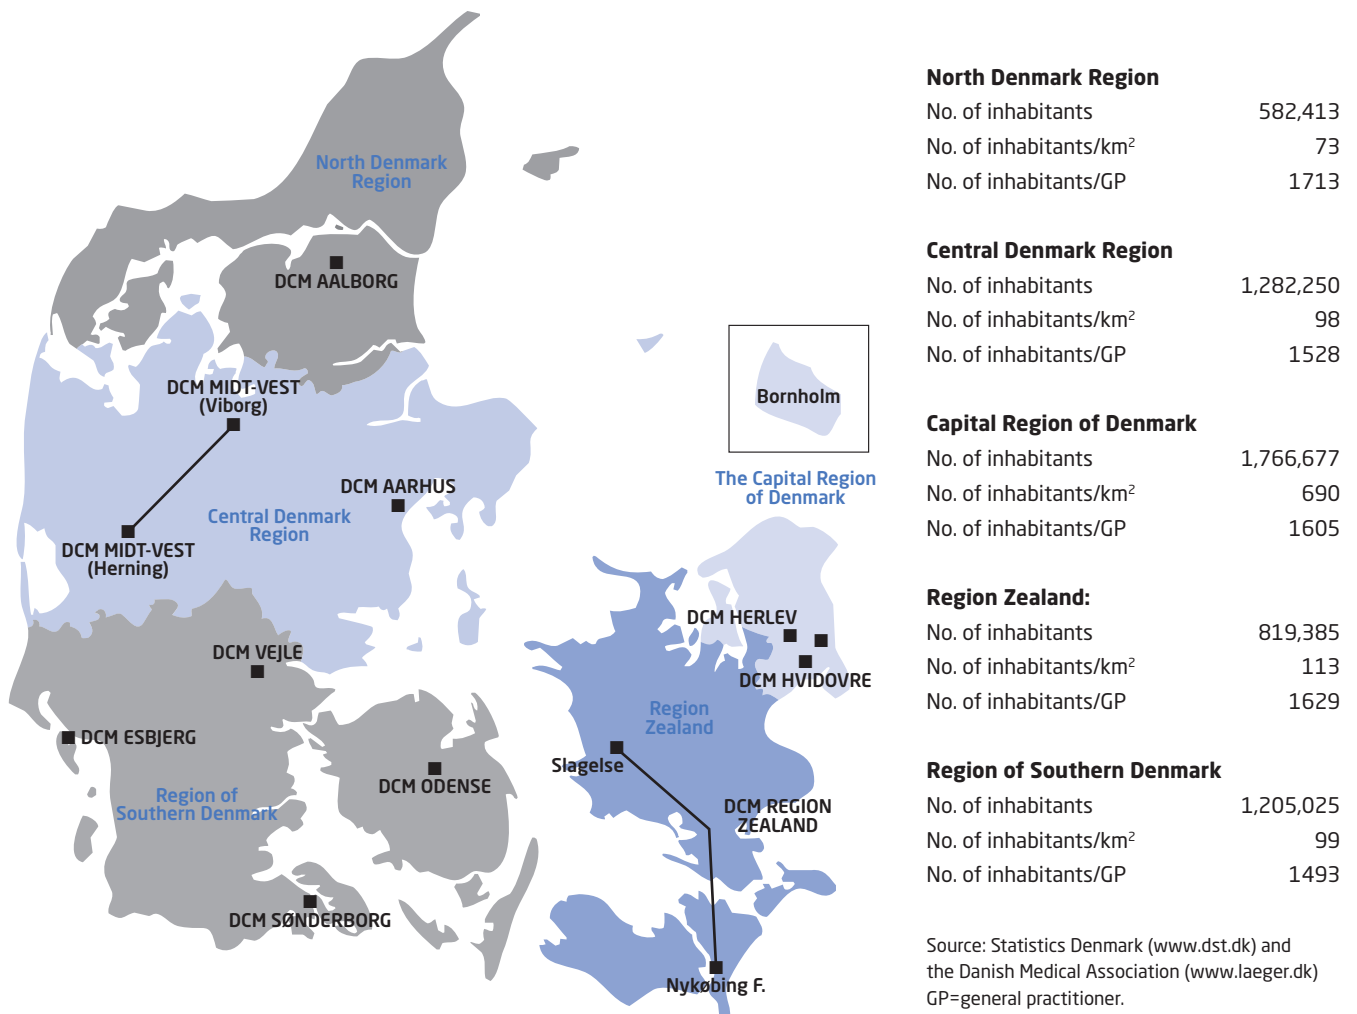 North Denmark
Region
DCM AALBORG
DCM MIDT-VEST
(Viborg)
DCM AARHUS
Central Denmark
Region
DCM MIDT-VEST
(Herning)
DCM VEJLE
DCM ESBJERG
Region of
Southern Denmark
DCM ODENSE
DCM SØNDERBORG
Bornholm
The Capital Region
of Denmark
DCM HERLEV
DCM HVIDOVRE
Region
Zealand
Slagelse
DCM REGION
ZEALAND
Nykøbing F.
North Denmark Region
No. of inhabitants 582,413
No. of inhabitants/km² 73
No. of inhabitants/GP 1713
Central Denmark Region
No. of inhabitants 1,282,250
No. of inhabitants/km² 98
No. of inhabitants/GP 1528
Capital Region of Denmark
No. of inhabitants 1,766,677
No. of inhabitants/km² 690
No. of inhabitants/GP 1605
Region Zealand:
No. of inhabitants 819,385
No. of inhabitants/km² 113
No. of inhabitants/GP 1629
Region of Southern Denmark
No. of inhabitants 1,205,025
No. of inhabitants/km² 99
No. of inhabitants/GP 1493
Source: Statistics Denmark (www.dst.dk) and
the Danish Medical Association (www.laeger.dk)
GP=general practitioner.